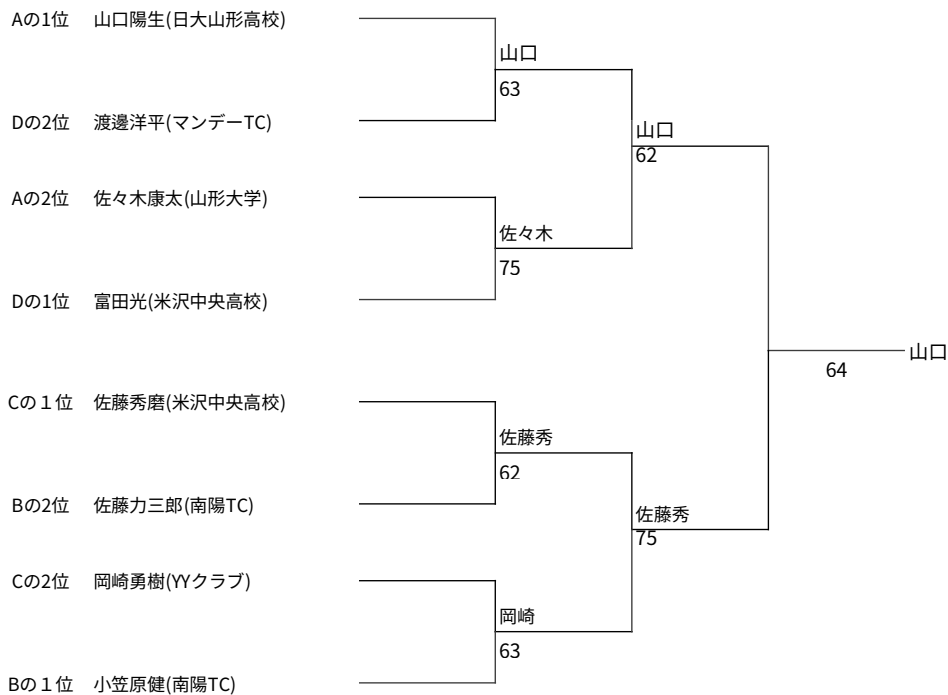 Aの1位 山口陽生(日大山形高校)
山口
63
Dの2位 渡邊洋平(マンデーTC)
山口
62
Aの2位 佐々木康太(山形大学)
佐々木
75
Dの1位 富田光(米沢中央高校)
山口
64
Cの１位 佐藤秀磨(米沢中央高校)
佐藤秀
62
Bの2位 佐藤力三郎(南陽TC)
佐藤秀
75
Cの2位 岡崎勇樹(YYクラブ)
岡崎
63
Bの１位 小笠原健(南陽TC)